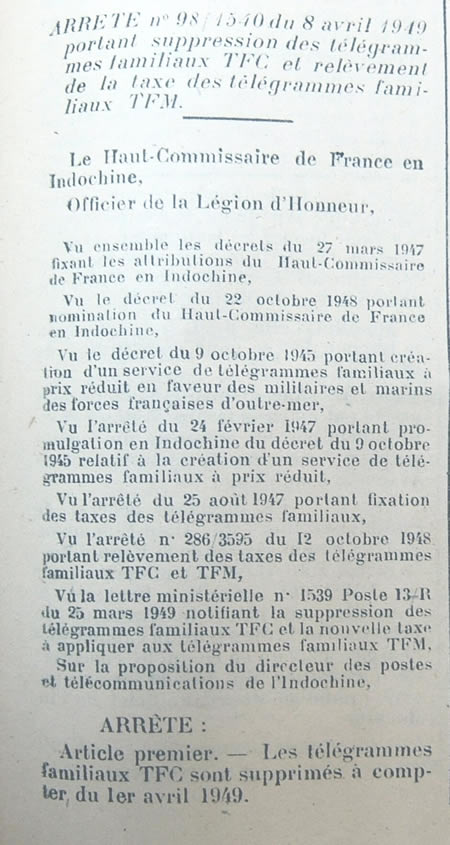 ARRETE n° 98/1540 du 8 avril 1949
portant suppression des télégram-
mes familiaux TFC et relèvement
de la taxe des télégrammes fami-
liaux TFM.
Le Haut-Commissaire de France en
Indochine,
Officier de la Légion d'Honneur,
Vu ensemble les décrets du 27 mars 1947
fixant les attributions du Haut-Commissaire
de France en Indochine,
Vu le décret du 22 octobre 1948 portant
nomination du Haut-Commissaire de France
en Indochine,
Vu le décret du 9 octobre 1945 portant créa-
tion d'un service de télégrammes familiaux à
prix réduit en faveur des militaires et marins
des forces françaises d'outre-mer,
Vu l'arrêté du 24 février 1947 portant pro-
mulgation en Indochine du décret du 9 octobre
1945 relatif à la création d'un service de télé-
grammes familiaux à prix réduit,
Vu l'arrêté du 25 août 1947 portant fixation
des taxes des télégrammes familiaux,
Vu l'arrêté n· 286/3595 du 12 octobre 1948
portant relèvement des taxes des télégrammes
familiaux TFC et TFM,
Vu la lettre ministérielle n· 1539 Poste 13-R
du 25 mars 1949 notifiant la suppression des
télégrammes familiaux TFC et la nouvelle taxe
à appliquer aux télégrammes familiaux TFM,
Sur la proposition du directeur des postes
et télécommunications de l'Indochine,
ARRÈTE :
Article premier. — Les télégrammes
familiaux TFC sont supprimés à comp-
ter, du 1er avril 1949.